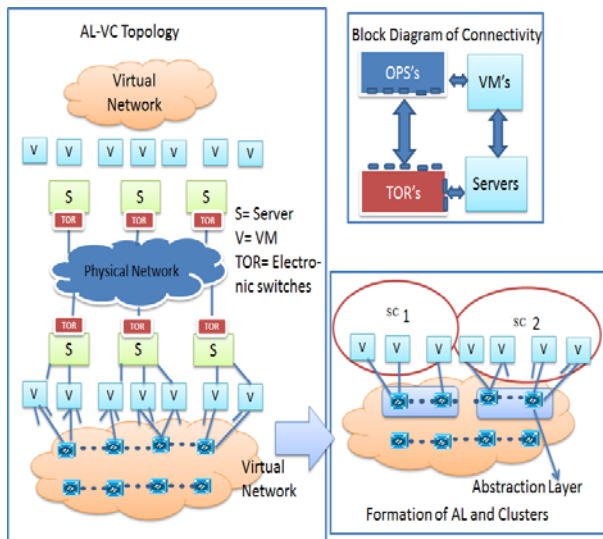 AL-VC Topology
Virtual
Network
V V V V V V V
S S S
TOR TOR TOR
S= Server
V= VM
TOR= Electro-
nic switches
Physical Network
TOR TOR TOR
S S S
V V V V V V V
Virtual
Network
Block Diagram of Connectivity
OPS's
VM's
TOR's
Servers
SC 1
SC 2
V V V V V V V
Abstraction Layer
Formation of AL and Clusters